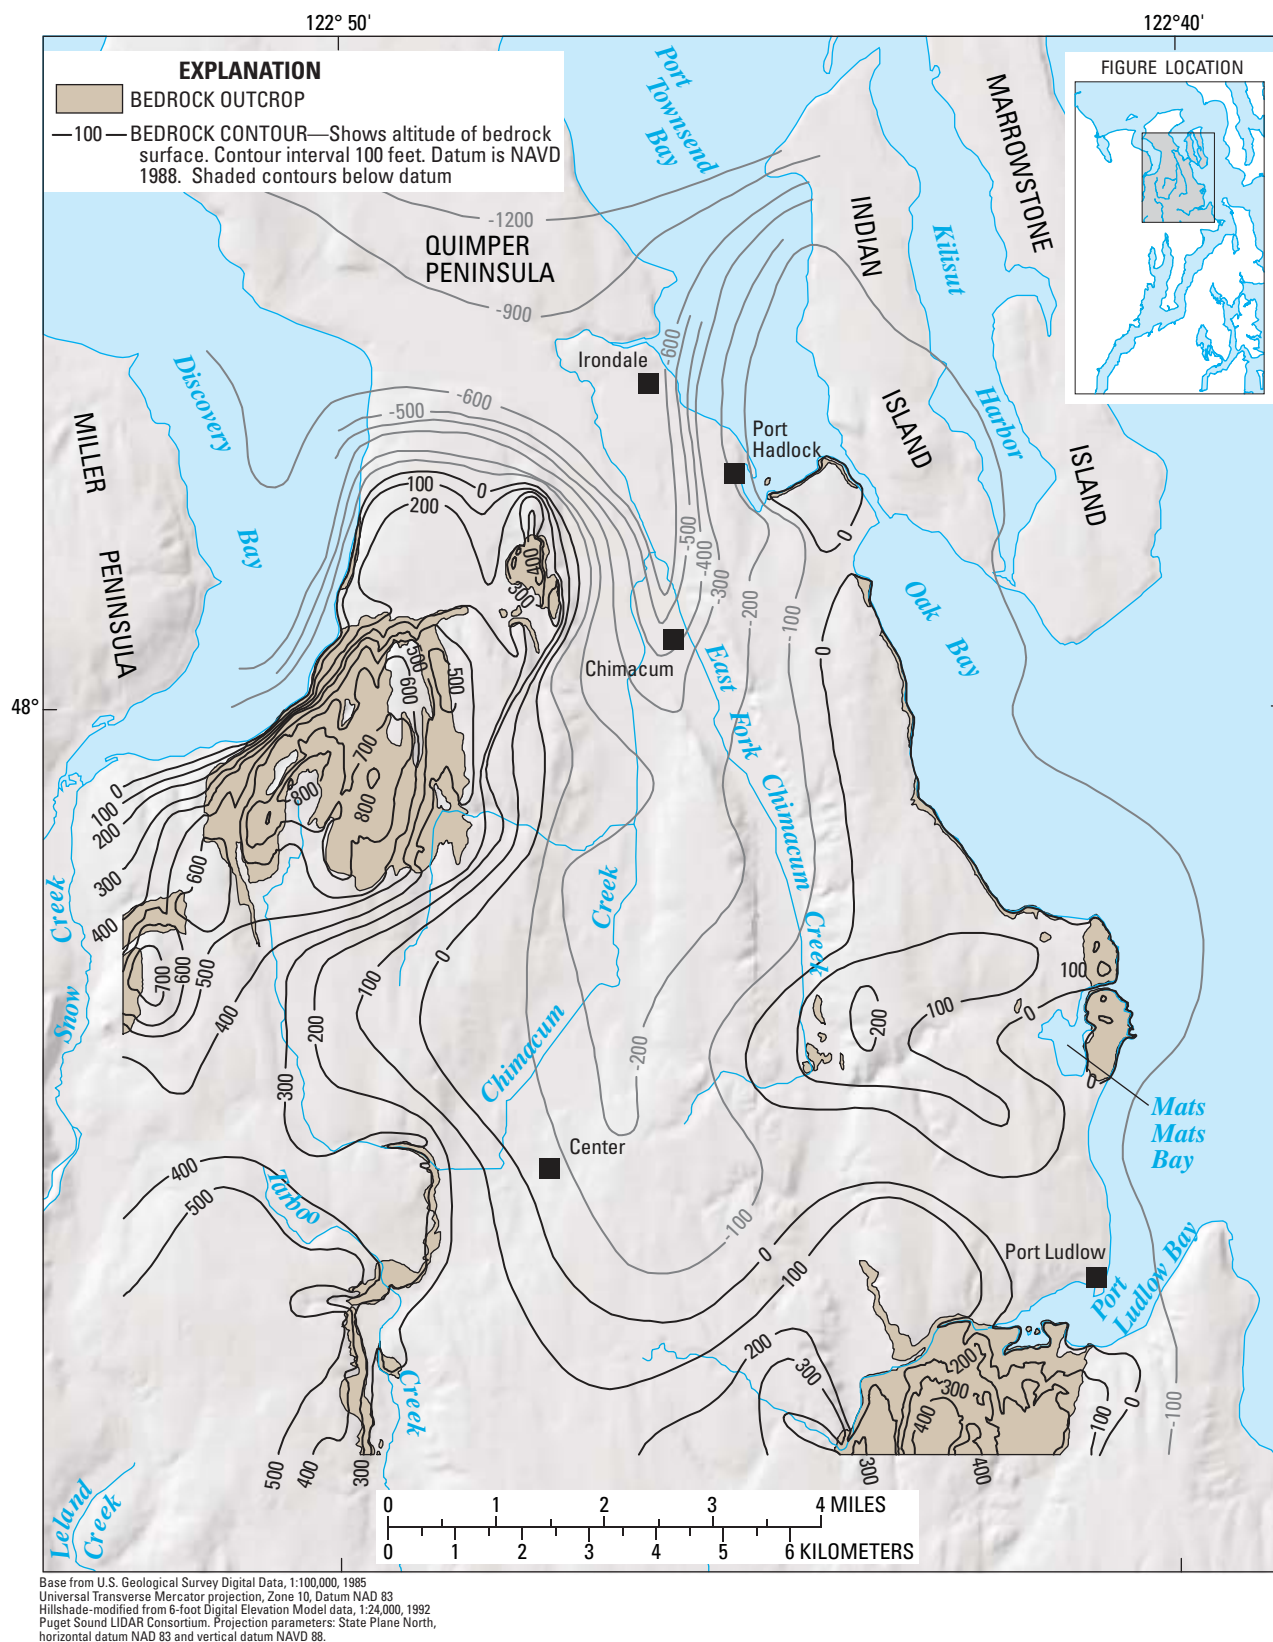 122° 50'
122° 40'
EXPLANATION
BEDROCK OUTCROP
100
BEDROCK CONTOUR—Shows altitude of bedrock
surface. Contour interval 100 feet. Datum is NAVD
1988. Shaded contours below datum
FIGURE LOCATION
Port
Townsend
Bay
MARROWSTONE
ISLAND
INDIAN
ISLAND
Kilisut
Harbor
-1200
QUIMPER
PENINSULA
-900
-600
Irondale
Discovery
Bay
-600
-500
MILLER
PENINSULA
Port
Hadlock
100
0
200
400
300
0
-500
-400
-300
-200
-100
0
Oak
Bay
Chimacum
East
Fork
Chimacum
Creek
48°
500
600
500
700
800
800
0
100
200
300
400
600
Creek
Snow
700
600
500
400
200
100
0
300
Creek
Chimacum
-200
200
100
100
0
0
Mats
Mats
Bay
Center
400
500
Tarboo
Creek
-100
0
100
Port Ludlow
Port
Ludlow Bay
200
300
200
300
400
300
400
100
0
-100
500
400
300
Leland
Creek
0 1 2 3 4 MILES
0 1 2 3 4 5 6 KILOMETERS
Base from U.S. Geological Survey Digital Data, 1:100,000, 1985
Universal Transverse Mercator projection, Zone 10, Datum NAD 83
Hillshade-modified from 6-foot Digital Elevation Model data, 1:24,000, 1992
Puget Sound LIDAR Consortium. Projection parameters: State Plane North,
horizontal datum NAD 83 and vertical datum NAVD 88.